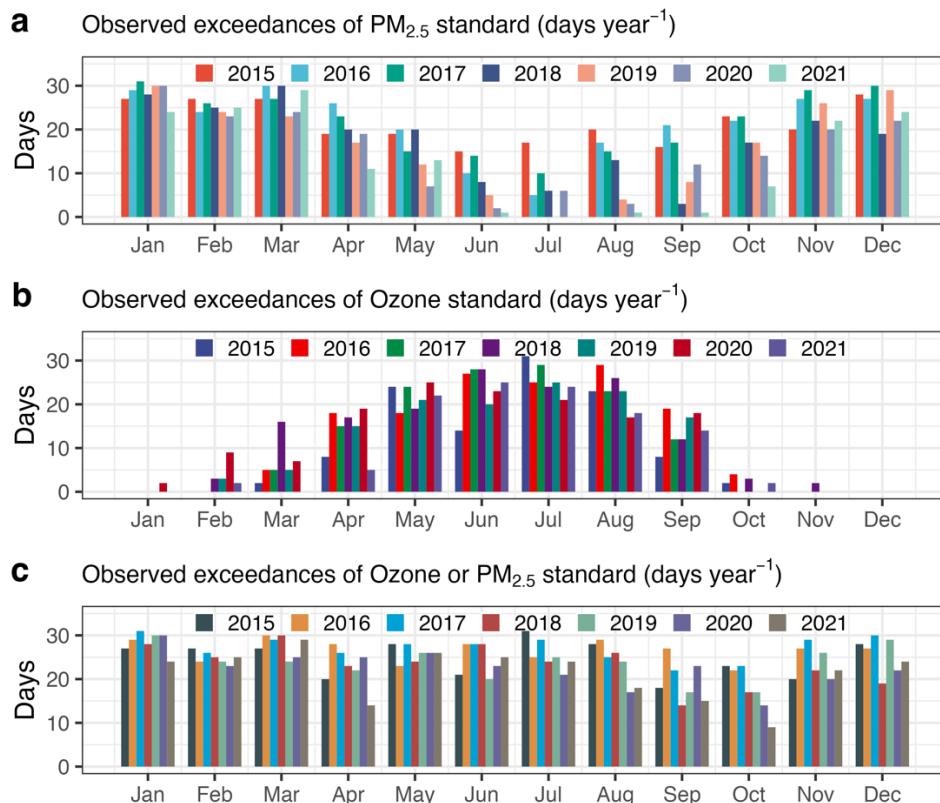 a Observed exceedances of PM₂.₅ standard (days year⁻¹)
2015 2016 2017 2018 2019 2020 2021
30
20
10
0
Days
Jan Feb Mar Apr May Jun Jul Aug Sep Oct Nov Dec
b Observed exceedances of Ozone standard (days year⁻¹)
2015 2016 2017 2018 2019 2020 2021
30
20
10
0
Days
Jan Feb Mar Apr May Jun Jul Aug Sep Oct Nov Dec
c Observed exceedances of Ozone or PM₂.₅ standard (days year⁻¹)
2015 2016 2017 2018 2019 2020 2021
30
20
10
0
Days
Jan Feb Mar Apr May Jun Jul Aug Sep Oct Nov Dec